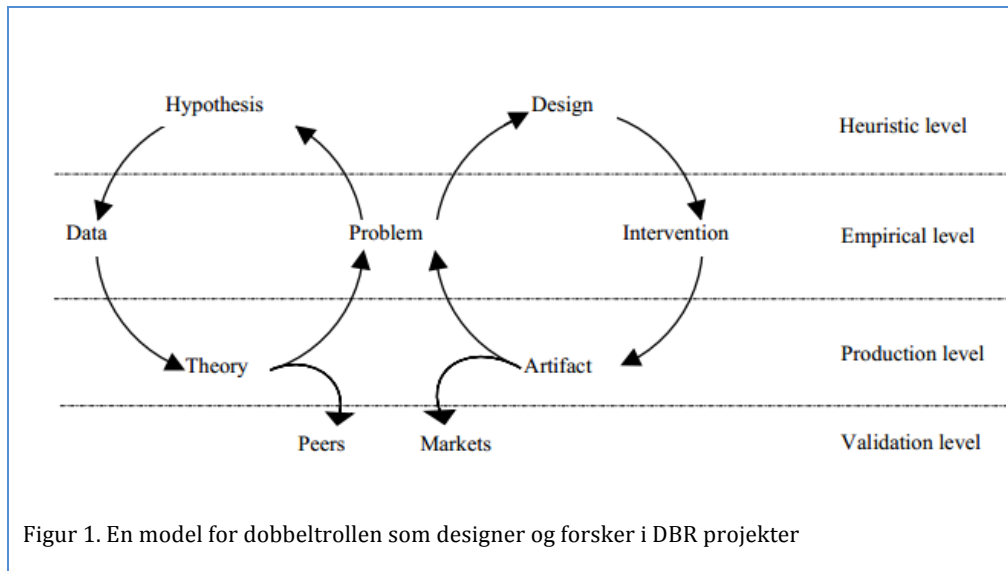 Hypothesis
Design
Heuristic level
Data
Problem
Intervention
Empirical level
Theory
Artifact
Production level
Peers
Markets
Validation level
Figur 1. En model for dobbeltrollen som designer og forsker i DBR projekter